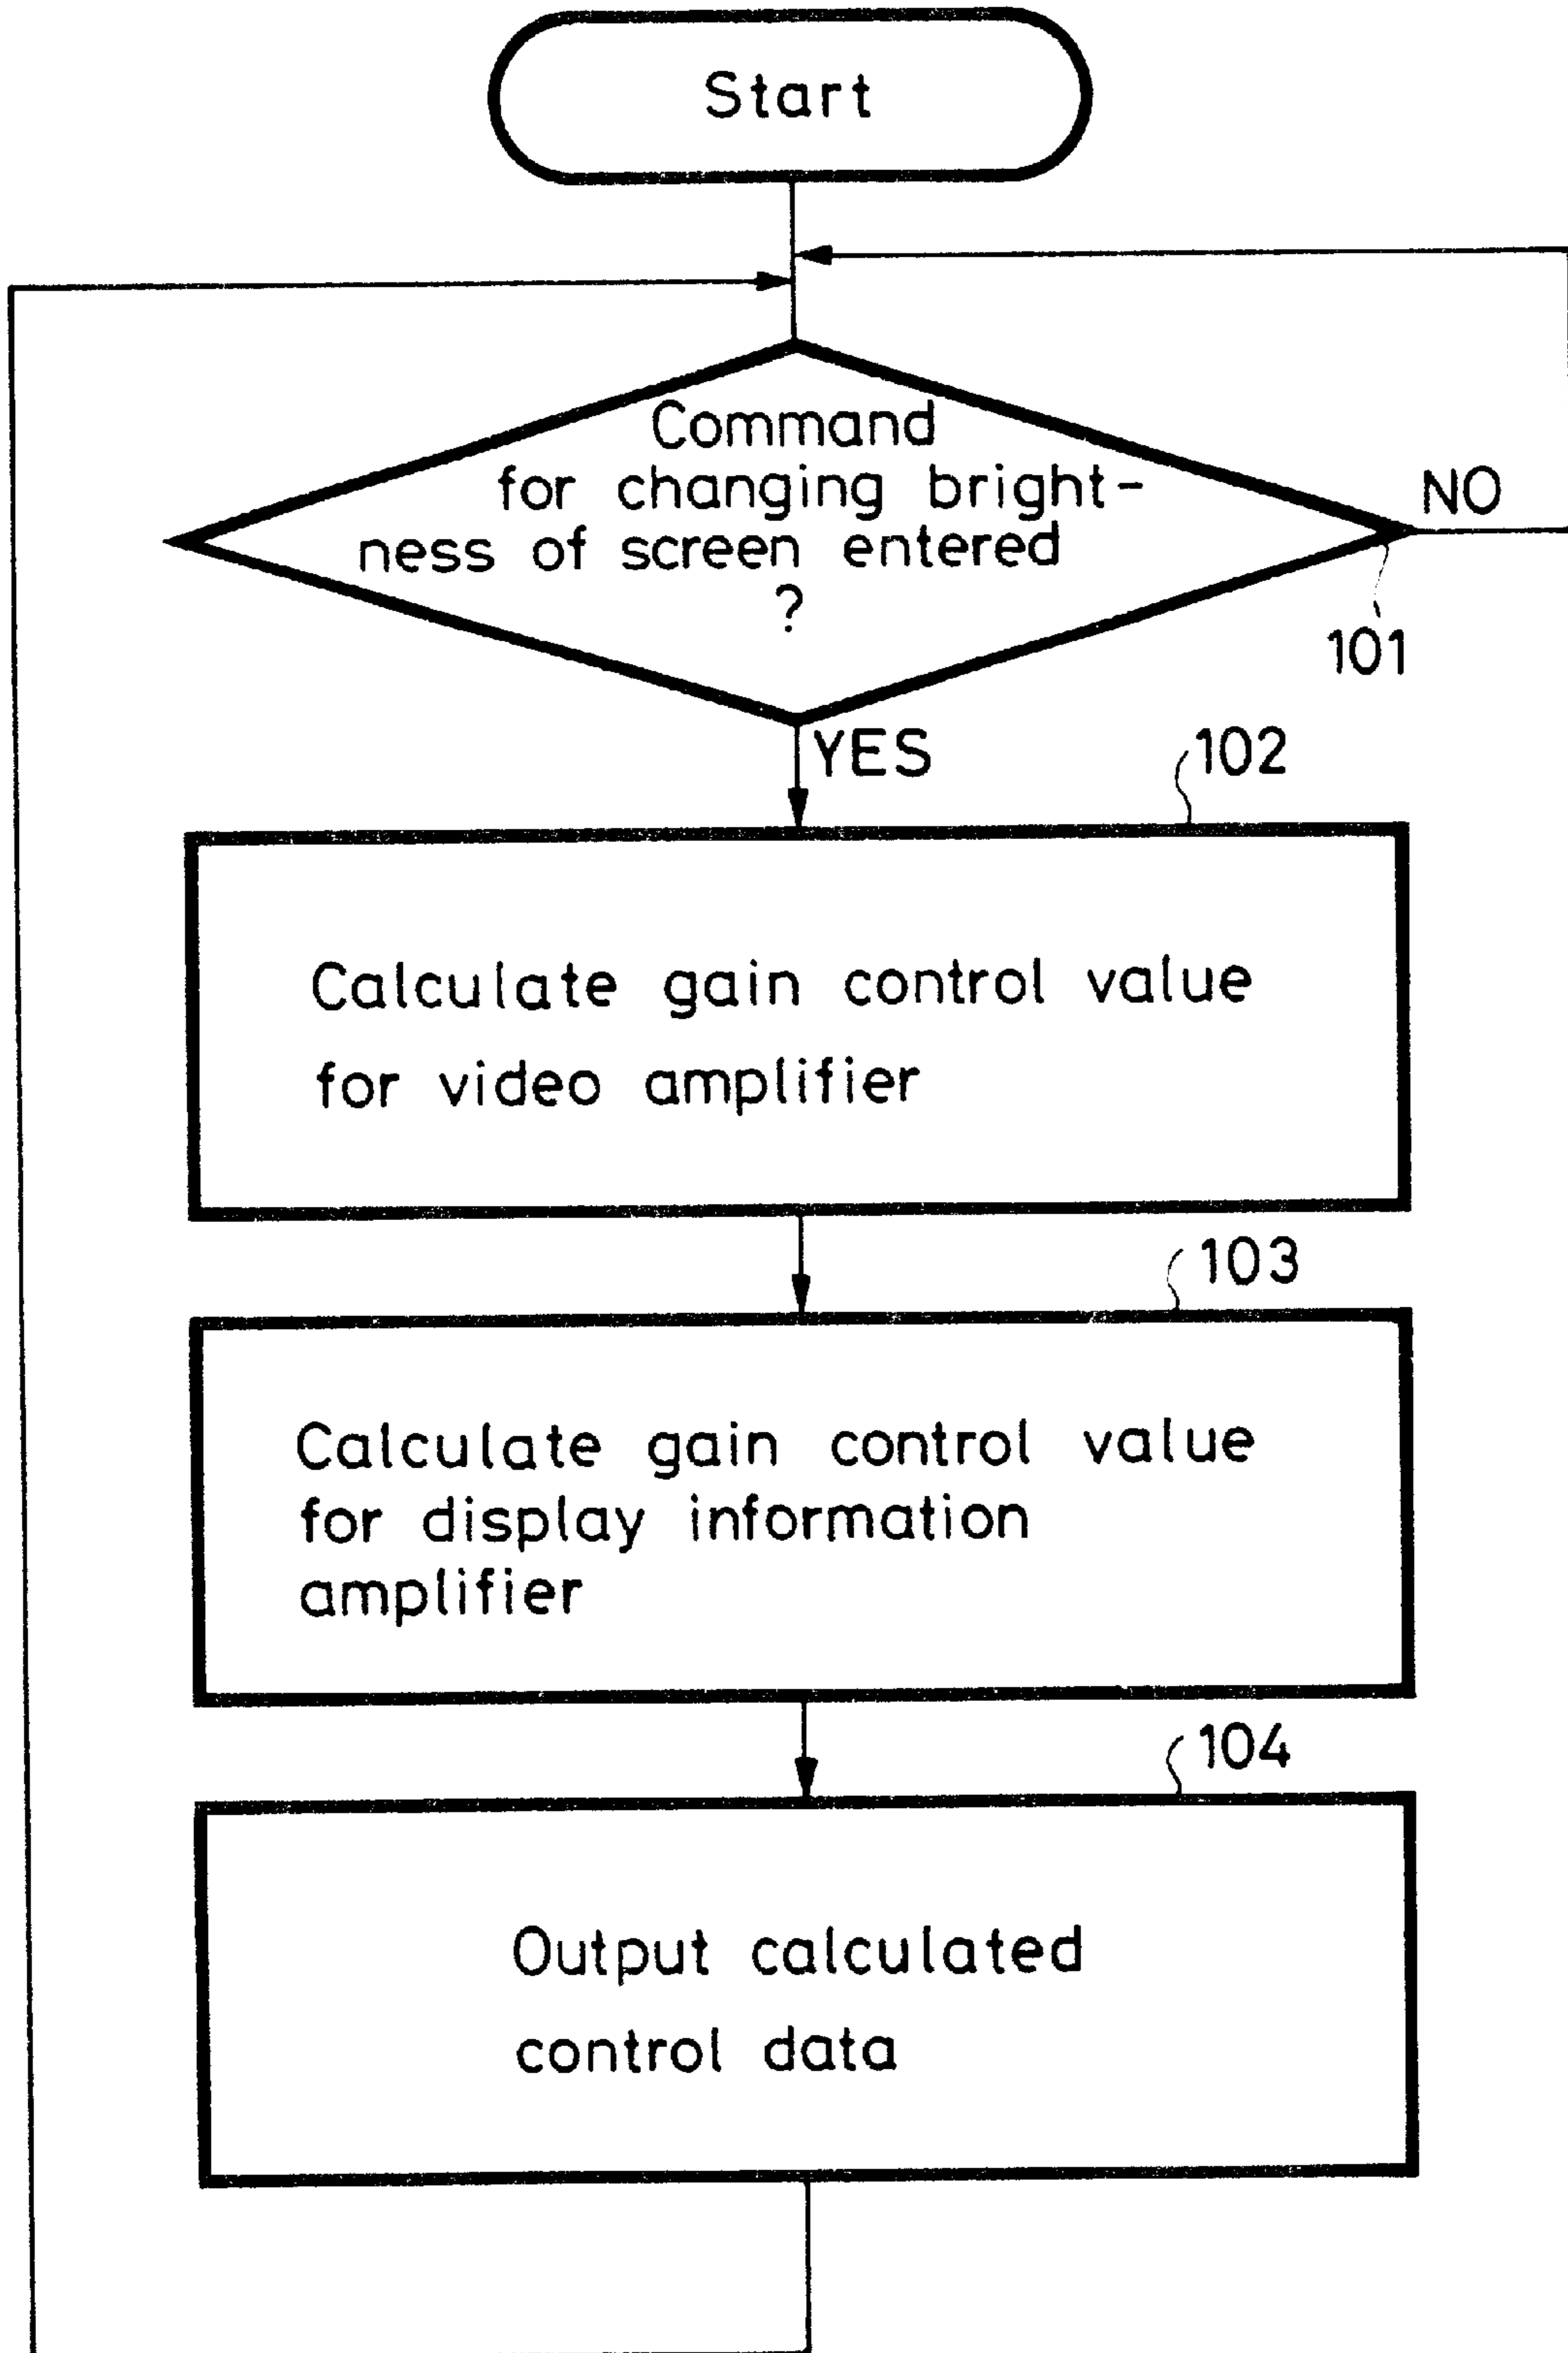 Start
Command
for changing bright-
ness of screen entered
?
NO
101
YES
102
Calculate gain control value
for video amplifier
103
Calculate gain control value
for display information
amplifier
104
Output calculated
control data